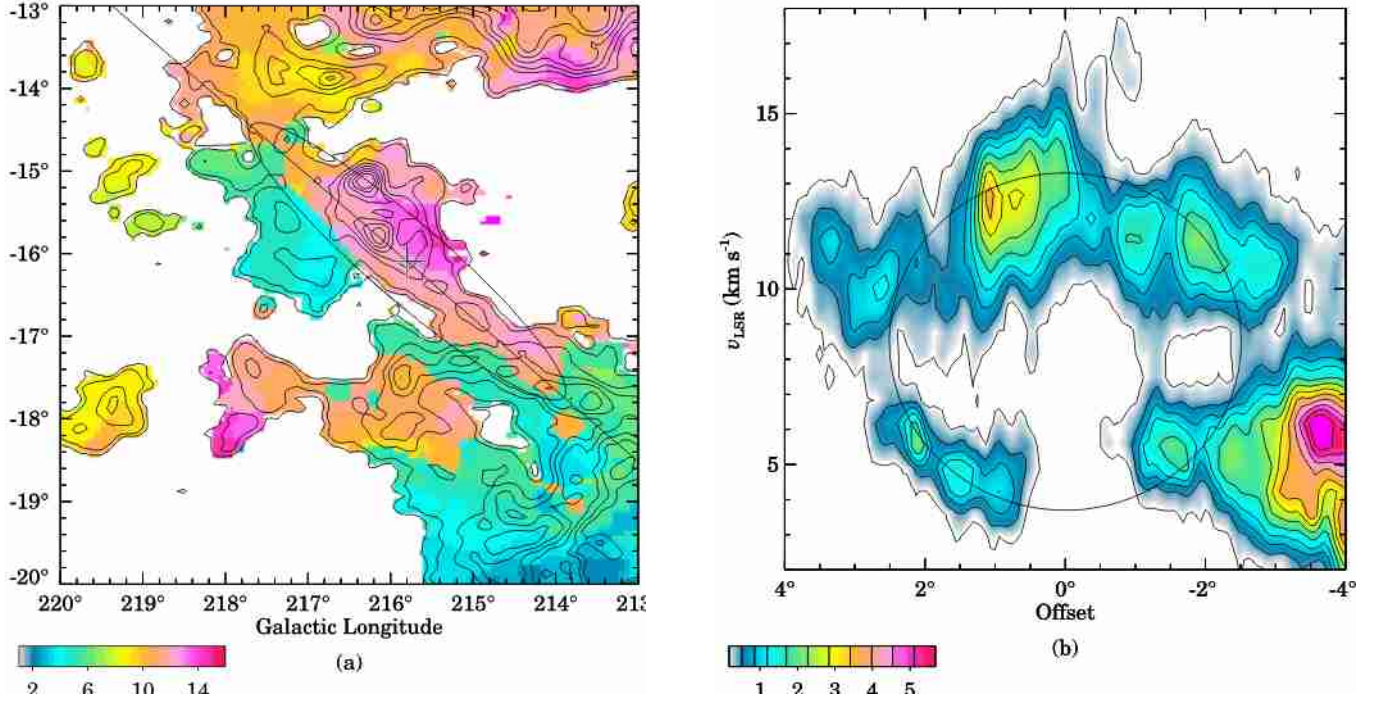 -13°
-14°
-15°
-16°
-17°
-18°
-19°
-20°
220° 219° 218° 217° 216° 215° 214° 213
Galactic Longitude
2 6 10 14
(a)
15
10
5
v LSR (km s⁻¹)
4° 2° 0° -2° -4°
Offset
(b)
1 2 3 4 5